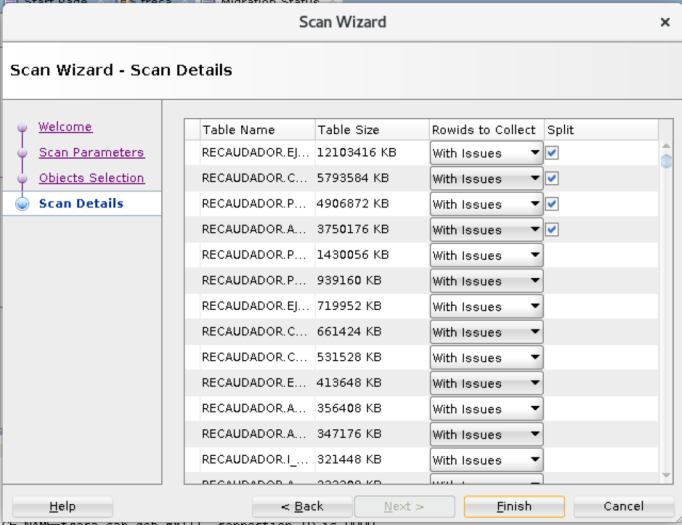 Start Page
Migration Status
Scan Wizard
Scan Wizard - Scan Details
Welcome
Scan Parameters
Objects Selection
Scan Details
Table Name Table Size Rowids to Collect Split
RECAUDADOR.EJ... 12103416 KB With Issues
RECAUDADOR.C... 5793584 KB With Issues
RECAUDADOR.P... 4906872 KB With Issues
RECAUDADOR.A... 3750176 KB With Issues
RECAUDADOR.P... 1430056 KB With Issues
RECAUDADOR.P... 939160 KB With Issues
RECAUDADOR.EJ... 719952 KB With Issues
RECAUDADOR.C... 661424 KB With Issues
RECAUDADOR.C... 531528 KB With Issues
RECAUDADOR.E... 413648 KB With Issues
RECAUDADOR.A... 356408 KB With Issues
RECAUDADOR.A... 347176 KB With Issues
RECAUDADOR.I_... 321448 KB With Issues
Help < Back Next > Finish Cancel